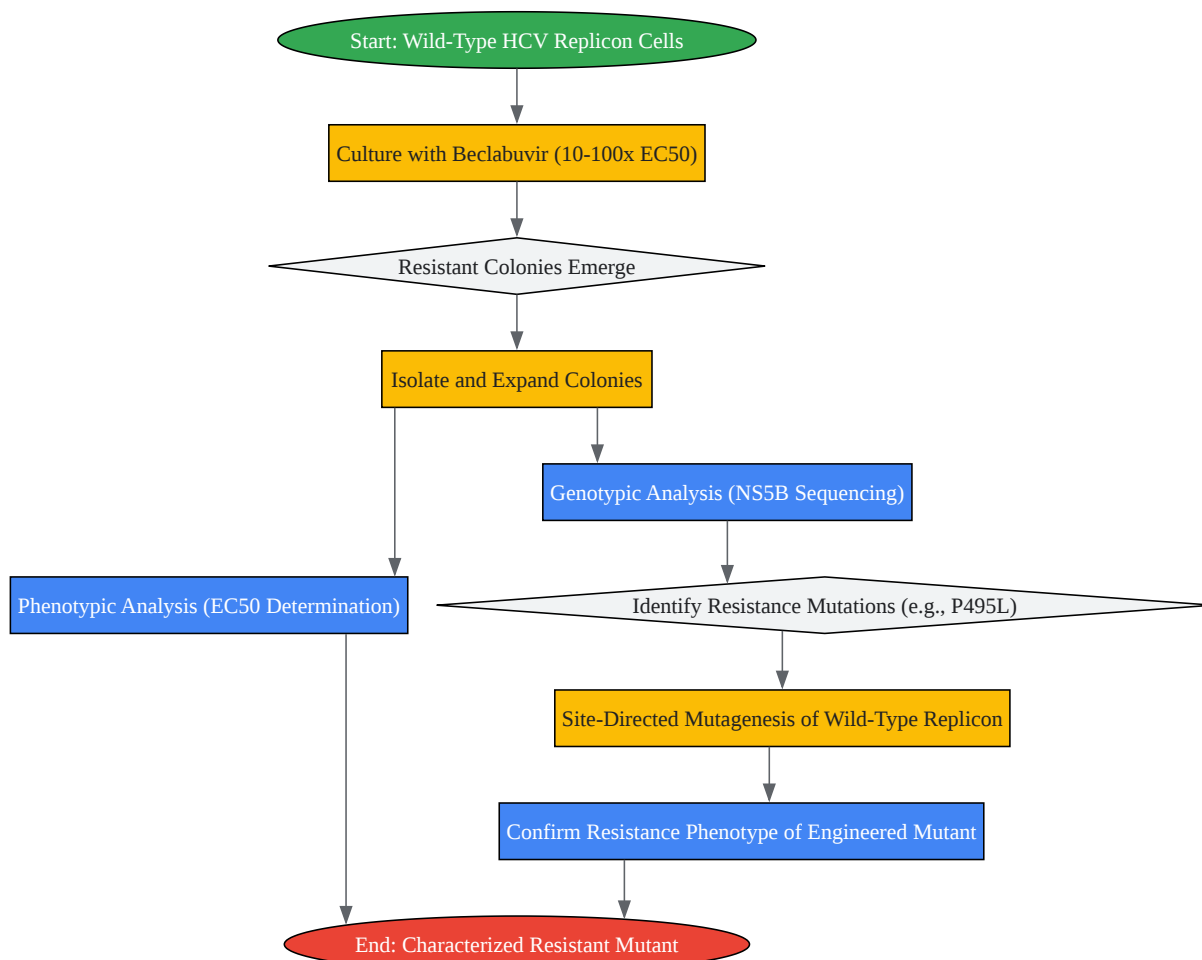 Start: Wild-Type HCV Replicon Cells
Culture with Beclabuvir (10-100x EC50)
Resistant Colonies Emerge
Isolate and Expand Colonies
Genotypic Analysis (NS5B Sequencing)
Phenotypic Analysis (EC50 Determination)
Identify Resistance Mutations (e.g., P495L)
Site-Directed Mutagenesis of Wild-Type Replicon
Confirm Resistance Phenotype of Engineered Mutant
End: Characterized Resistant Mutant